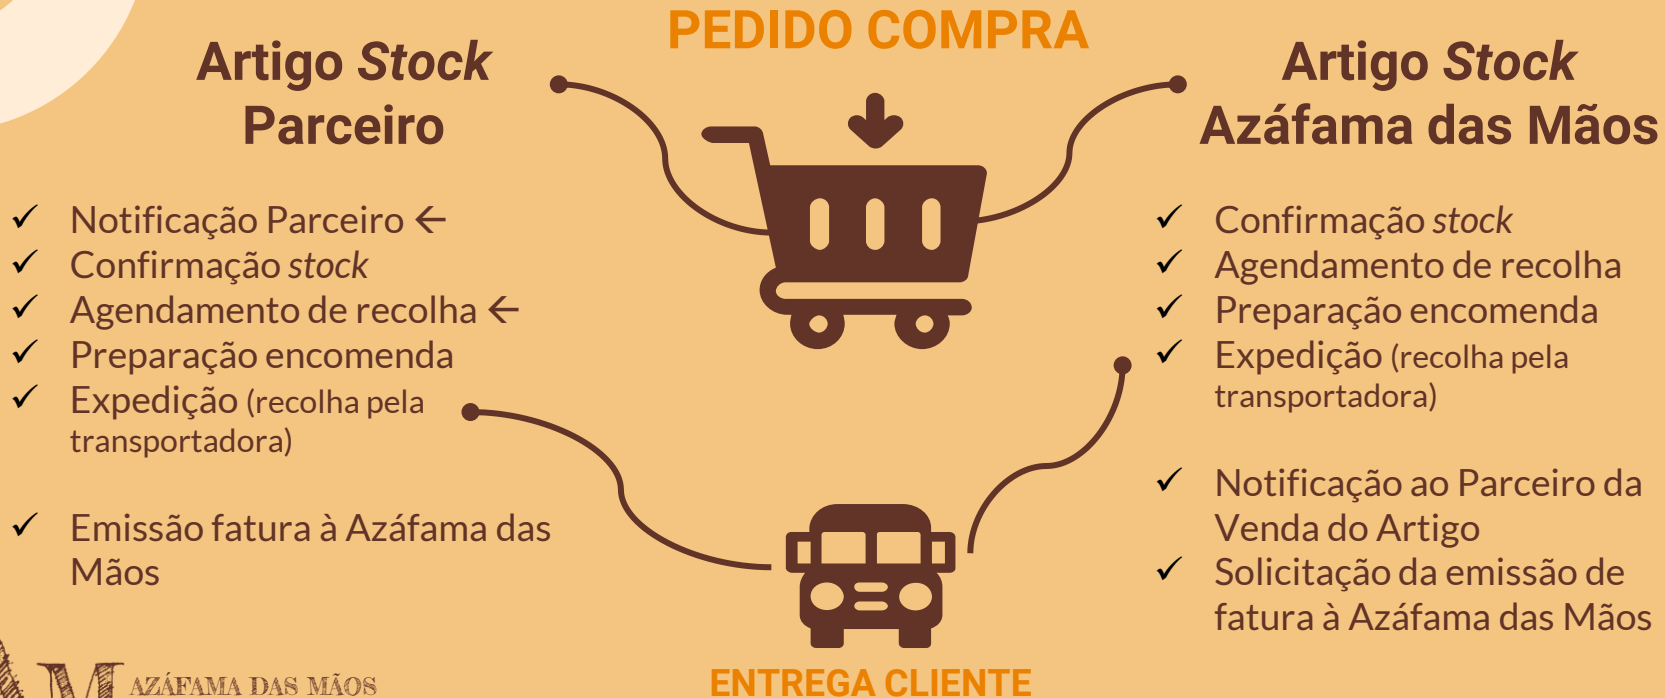 PEDIDO COMPRA
Artigo Stock
Parceiro
✓ Notificação Parceiro ←
✓ Confirmação stock
✓ Agendamento de recolha ←
✓ Preparação encomenda
✓ Expedição (recolha pela
transportadora)
✓ Emissão fatura à Azáfama das
Mãos
Artigo Stock
Azáfama das Mãos
✓ Confirmação stock
✓ Agendamento de recolha
✓ Preparação encomenda
✓ Expedição (recolha pela
transportadora)
✓ Notificação ao Parceiro da
Venda do Artigo
✓ Solicitação da emissão de
fatura à Azáfama das Mãos
ENTREGA CLIENTE
AM AZÁFAMA DAS MÃOS